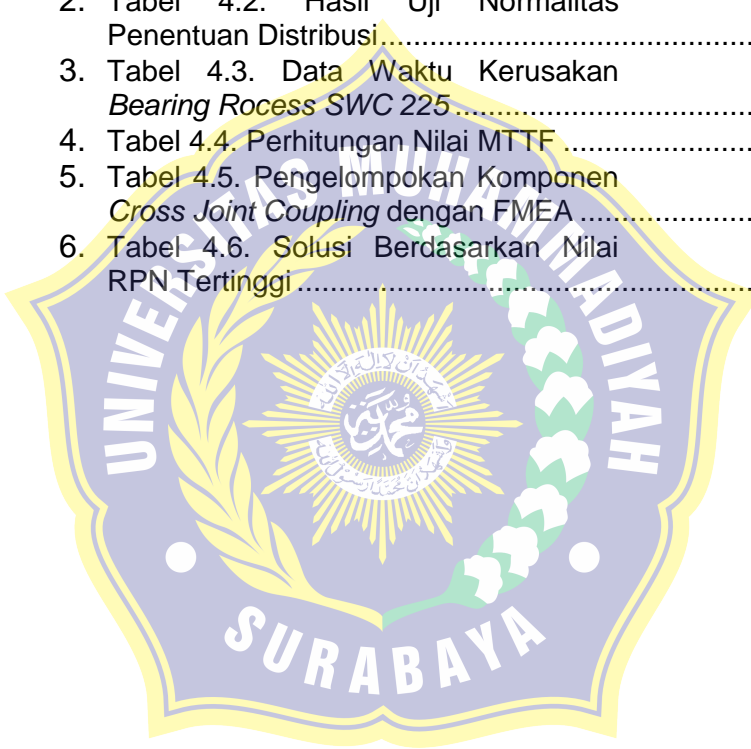 2. Tabel 4.2. Hasil Uji Normalitas
Penentuan Distribusi
3. Tabel 4.3. Data Waktu Kerusakan
Bearing Rocess SWC 225
4. Tabel 4.4. Perhitungan Nilai MTTF
5. Tabel 4.5. Pengelompokan Komponen
Cross Joint Coupling dengan FMEA
6. Tabel 4.6. Solusi Berdasarkan Nilai
RPN Tertinggi
UNIVERSITAS MUHAMMADIYAH
SURABAYA